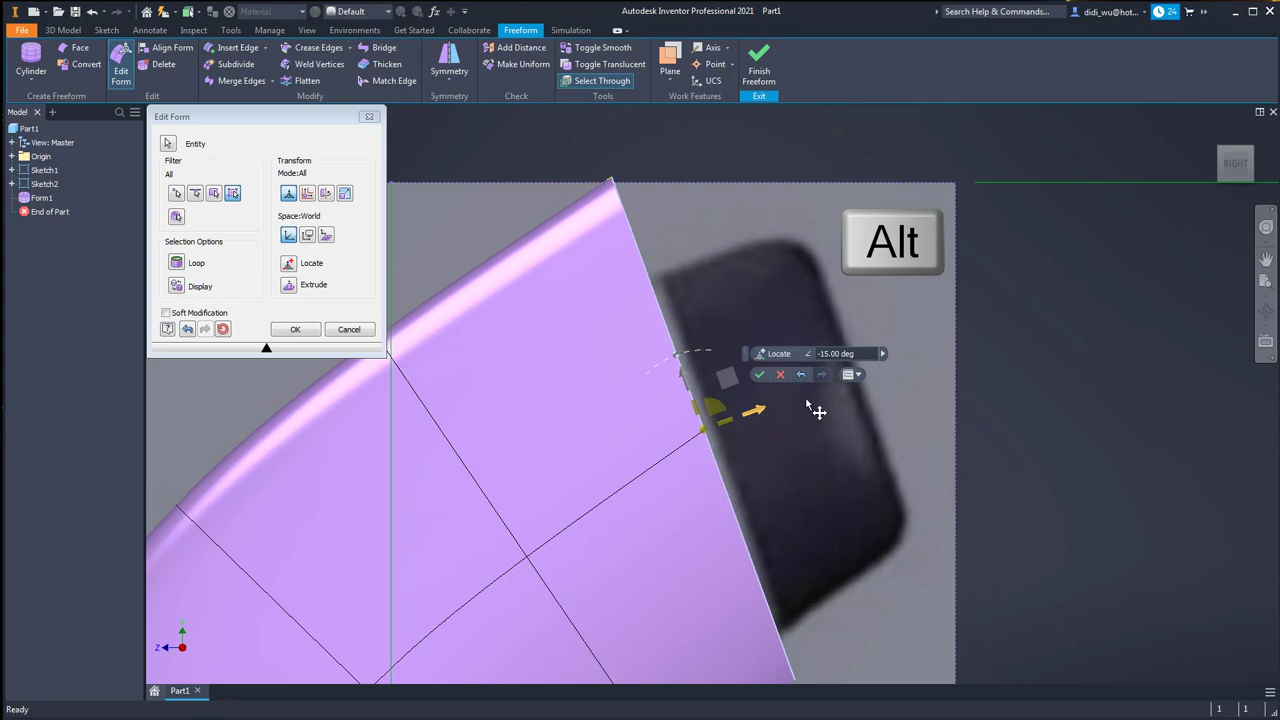 Material
Default
Autodesk Inventor Professional 2021 Part1
Search Help & Commands...
didi_wu@hot...
24
File
3D Model
Sketch
Annotate
Inspect
Tools
Manage
View
Environments
Get Started
Collaborate
Freeform
Simulation
Cylinder
Face
Convert
Edit Form
Align Form
Delete
Insert Edge
Subdivide
Merge Edges
Crease Edges
Weld Vertices
Flatten
Bridge
Thicken
Match Edge
Symmetry
Add Distance
Make Uniform
Toggle Smooth
Toggle Translucent
Select Through
Plane
Axis
Point
UCS
Finish Freeform
Create Freeform
Edit
Modify
Symmetry
Check
Tools
Work Features
Exit
Model
Part1
View: Master
Origin
Sketch1
Sketch2
Form1
End of Part
Edit Form
Entity
Filter
All
Transform
Mode:All
Space:World
Selection Options
Loop
Display
Locate
Extrude
Soft Modification
OK
Cancel
RIGHT
Alt
Locate
-15.00 deg
Z
Part1
Ready
1
1